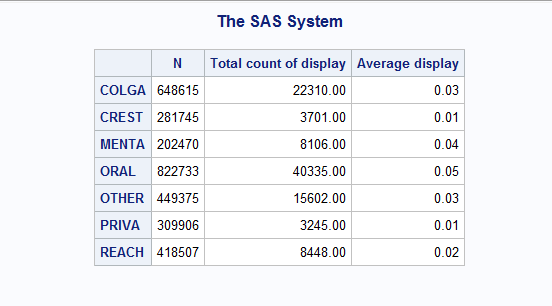 The SAS System
N Total count of display Average display
COLGA 648615 22310.00 0.03
CREST 281745 3701.00 0.01
MENTA 202470 8106.00 0.04
ORAL 822733 40335.00 0.05
OTHER 449375 15602.00 0.03
PRIVA 309906 3245.00 0.01
REACH 418507 8448.00 0.02